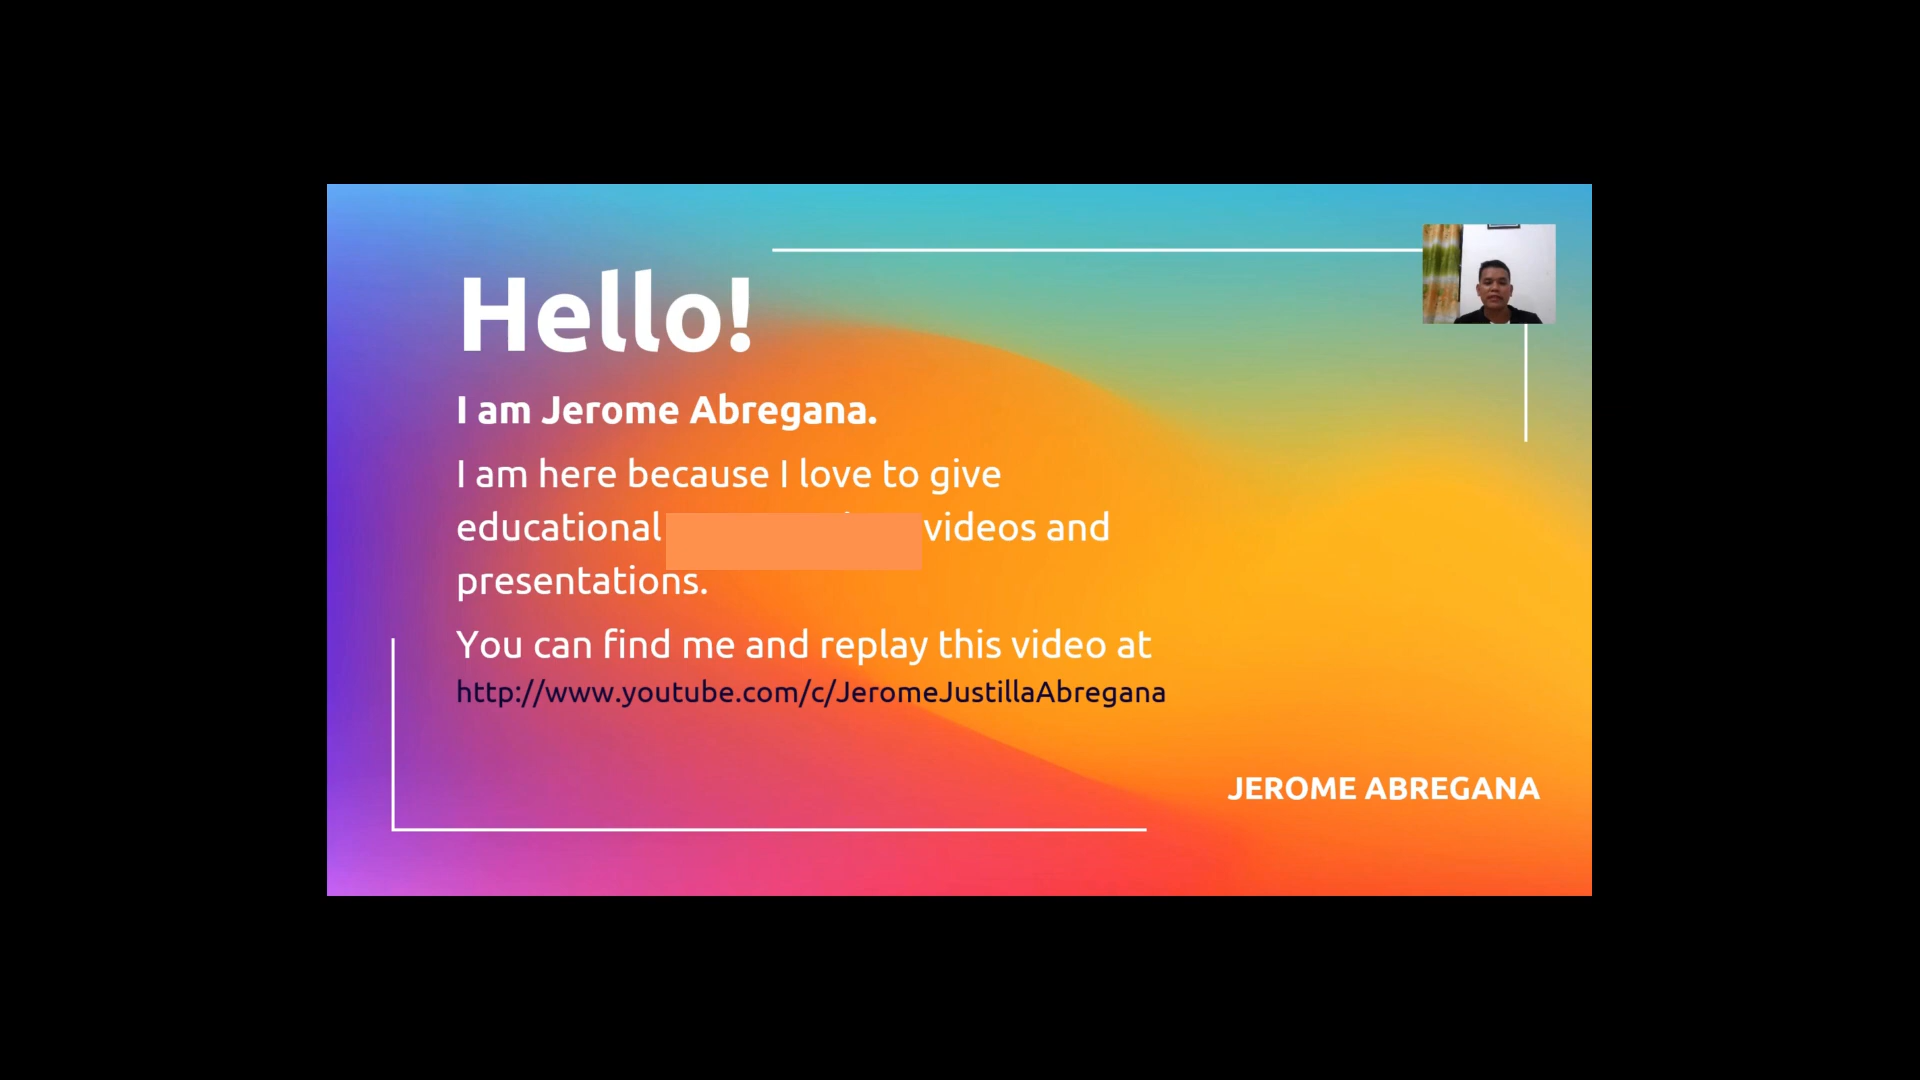 Hello!
I am Jerome Abregana.
I am here because I love to give
educational videos and
presentations.
You can find me and replay this video at
http://www.youtube.com/c/JeromeJustillaAbregana
JEROME ABREGANA